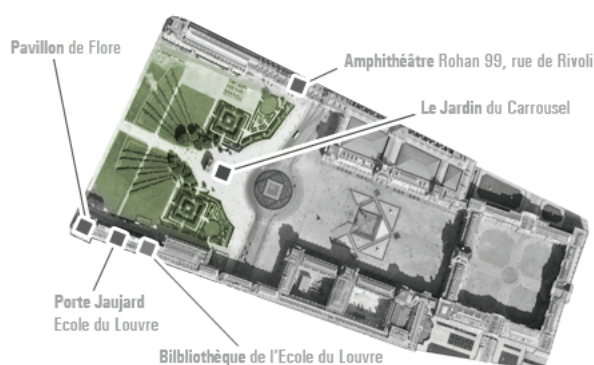 Pavillon de Flore
Amphithéâtre Rohan 99, rue de Rivoli
Le Jardin du Carrousel
Porte Jaujard
Ecole du Louvre
Bilbliothèque de l'Ecole du Louvre